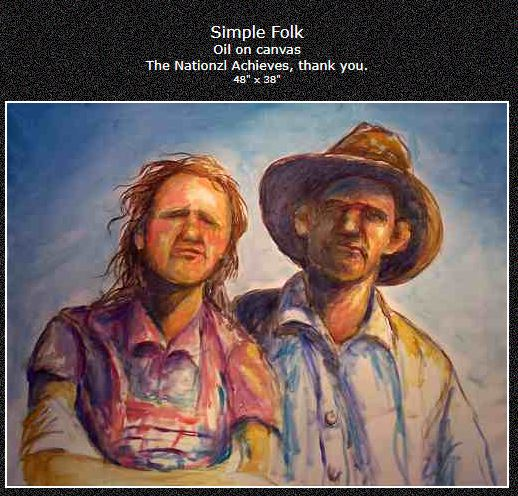 Simple Folk
Oil on canvas
The Nationzl Achieves, thank you.
48" x 38"